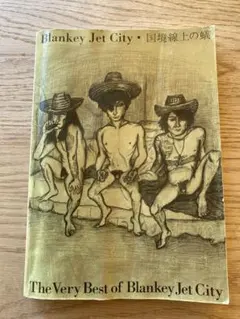 Blankey Jet City・国境線上の蟻
The Very Best of Blankey Jet City